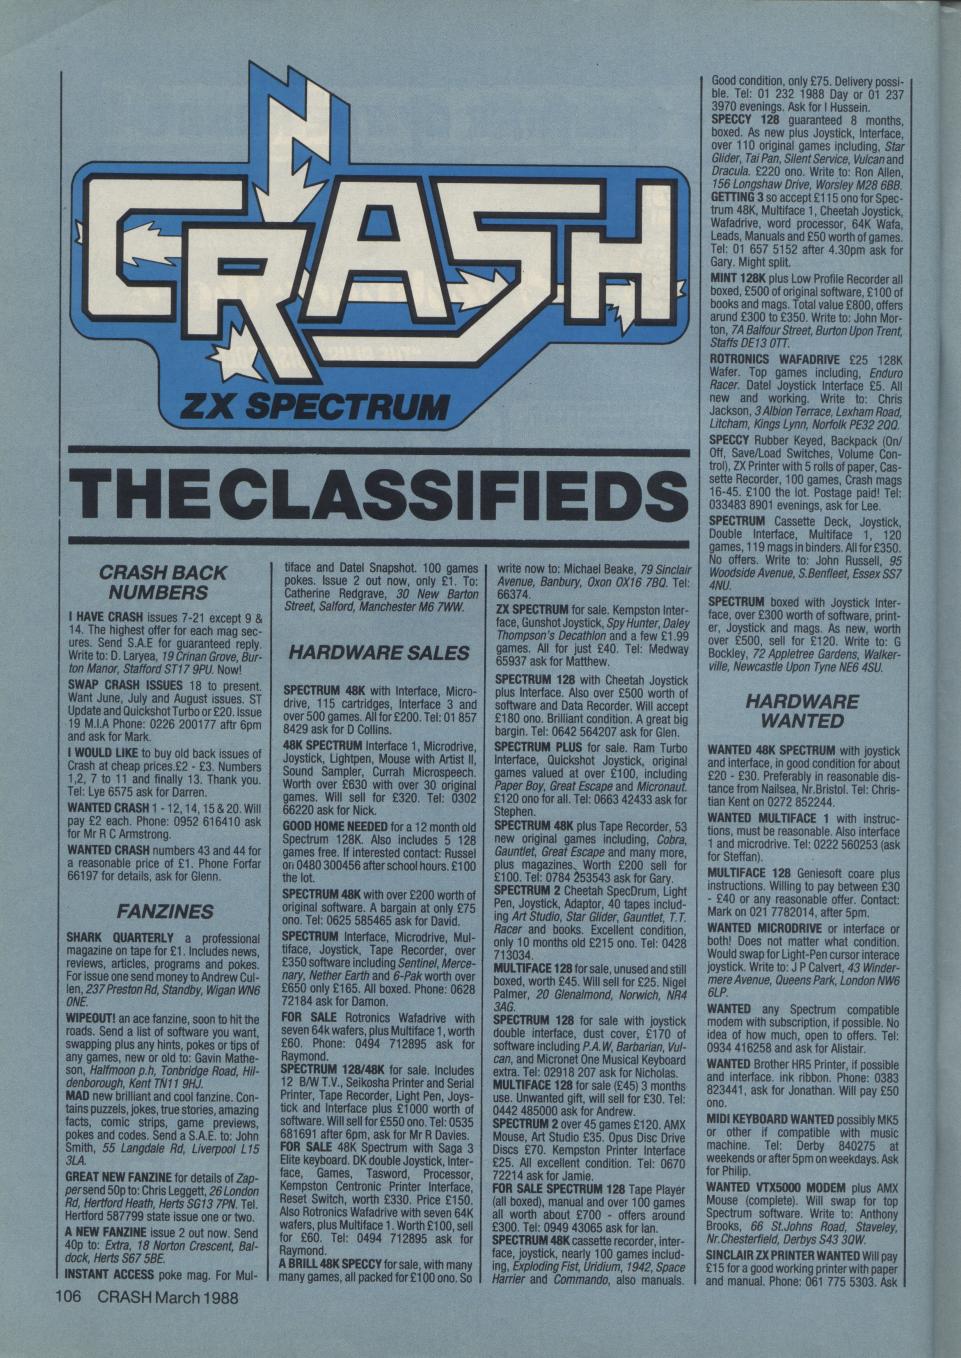 CRASH
ZX SPECTRUM
THE CLASSIFIEDS
CRASH BACK
NUMBERS
I HAVE CRASH issues 7-21 except 9 &
14. The highest offer for each mag sec-
ures. Send S.A.E for guaranteed reply.
Write to: D. Laryea, 19 Crinan Grove, Bur-
ton Manor, Stafford ST17 9PU. Now!
SWAP CRASH ISSUES 18 to present.
Want June, July and August issues. ST
Update and Quickshot Turbo or £20. Issue
19 M.I.A Phone: 0226 200177 aftr 6pm
and ask for Mark.
I WOULD LIKE to buy old back issues of
Crash at cheap prices.£2 - £3. Numbers
1,2, 7 to 11 and finally 13. Thank you.
Tel: Lye 6575 ask for Darren.
WANTED CRASH 1 - 12, 14, 15 & 20. Will
pay £2 each. Phone: 0952 616410 ask
for Mr R C Armstrong.
WANTED CRASH numbers 43 and 44 for
a reasonable price of £1. Phone Forfar
66197 for details, ask for Glenn.
FANZINES
SHARK QUARTERLY a professional
magazine on tape for £1. Includes news,
reviews, articles, programs and pokes.
For issue one send money to Andrew Cul-
len, 237 Preston Rd, Standby, Wigan WN6
0NE.
WIPEOUT! an ace fanzine, soon to hit the
roads. Send a list of software you want,
swapping plus any hints, pokes or tips of
any games, new or old to: Gavin Mathe-
son, Halfmoon p.h, Tonbridge Road, Hil-
denborough, Kent TN11 9HJ.
MAD new brilliant and cool fanzine. Con-
tains puzzels, jokes, true stories, amazing
facts, comic strips, game previews,
pokes and codes. Send a S.A.E. to: John
Smith, 55 Langdale Rd, Liverpool L15
3LA.
GREAT NEW FANZINE for details of Zap-
per send 50p to: Chris Leggett, 26 London
Rd, Hertford Heath, Herts SG13 7PN. Tel.
Hertford 587799 state issue one or two.
A NEW FANZINE issue 2 out now. Send
40p to: Extra, 18 Norton Crescent, Bal-
dock, Herts S67 5BE.
INSTANT ACCESS poke mag. For Mul-
tiface and Datel Snapshot. 100 games
pokes. Issue 2 out now, only £1. To:
Catherine Redgrave, 30 New Barton
Street, Salford, Manchester M6 7WW.
HARDWARE SALES
SPECTRUM 48K with Interface, Micro-
drive, 115 cartridges, Interface 3 and
over 500 games. All for £200. Tel: 01 857
8429 ask for D Collins.
48K SPECTRUM Interface 1, Microdrive,
Joystick, Lightpen, Mouse with Artist II,
Sound Sampler, Currah Microspeech.
Worth over £630 with over 30 original
games. Will sell for £320. Tel: 0302
66220 ask for Nick.
GOOD HOME NEEDED for a 12 month old
Spectrum 128K. Also includes 5 128
games free. If interested contact: Russel
on 0480 300456 after school hours. £100
the lot.
SPECTRUM 48K with over £200 worth of
original software. A bargain at only £75
ono. Tel: 0625 585465 ask for David.
SPECTRUM Interface, Microdrive, Mul-
tiface, Joystick, Tape Recorder, over
£350 software including Sentinel, Merce-
nary, Nether Earth and 6-Pak worth over
£650 only £165. All boxed. Phone: 0628
72184 ask for Damon.
FOR SALE Rotronics Wafadrive with
seven 64k wafers, plus Multiface 1, worth
£60. Phone: 0494 712895 ask for
Raymond.
SPECTRUM 128/48K for sale. Includes
12 B/W T.V., Seikosha Printer and Serial
Printer, Tape Recorder, Light Pen, Joys-
tick and Interface plus £1000 worth of
software. Will sell for £550 ono. Tel: 0535
681691 after 6pm, ask for Mr R Davies.
FOR SALE 48K Spectrum with Saga 3
Elite keyboard. DK double Joystick, Inter-
face, Games, Tasword, Processor,
Kempston Centronic Printer Interface,
Reset Switch, worth £330. Price £150.
Also Rotronics Wafadrive with seven 64K
wafers, plus Multiface 1. Worth £100, sell
for £60. Tel: 0494 712895 ask for
Raymond.
A BRILL 48K SPECCY for sale, with many
many games, all packed for £100 ono. So
write now to: Michael Beake, 79 Sinclair
Avenue, Banbury, Oxon OX16 7BQ. Tel:
66374.
ZX SPECTRUM for sale. Kempston Inter-
face, Gunshot Joystick, Spy Hunter, Daley
Thompson's Decathlon and a few £1.99
games. All for just £40. Tel: Medway
65937 ask for Matthew.
SPECTRUM 128 with Cheetah Joystick
plus Interface. Also over £500 worth of
software and Data Recorder. Will accept
£180 ono. Brilliant condition. A great big
bargin. Tel: 0642 564207 ask for Glen.
SPECTRUM PLUS for sale. Ram Turbo
Interface, Quickshot Joystick, original
games valued at over £100, including
Paper Boy, Great Escape and Micronaut.
£120 ono for all. Tel: 0663 42433 ask for
Stephen.
SPECTRUM 48K plus Tape Recorder, 53
new original games including, Cobra,
Gauntlet, Great Escape and many more,
plus magazines. Worth £200 sell for
£100. Tel: 0784 253543 ask for Gary.
SPECTRUM 2 Cheetah SpecDrum, Light
Pen, Joystick, Adaptor, 40 tapes includ-
ing Art Studio, Star Glider, Gauntlet, T.T.
Racer and books. Excellent condition,
only 10 months old £215 ono. Tel: 0428
713034.
MULTIFACE 128 for sale, unused and still
boxed, worth £45. Will sell for £25. Nigel
Palmer, 20 Glenalmond, Norwich, NR4
3AG.
SPECTRUM 128 for sale with joystick
double interface, dust cover, £170 of
software including P.A.W, Barbarian, Vul-
can, and Micronet One Musical Keyboard
extra. Tel: 02918 207 ask for Nicholas.
MULTIFACE 128 for sale (£45) 3 months
use. Unwanted gift, will sell for £30. Tel:
0442 485000 ask for Andrew.
SPECTRUM 2 over 45 games £120. AMX
Mouse, Art Studio £35. Opus Disc Drive
Discs £70. Kempston Printer Interface
£25. All excellent condition. Tel: 0670
72214 ask for Jamie.
FOR SALE SPECTRUM 128 Tape Player
(all boxed), manual and over 100 games
all worth about £700 - offers around
£300. Tel: 0949 43065 ask for Ian.
SPECTRUM 48K cassette recorder, inter-
face, joystick, nearly 100 games includ-
ing, Exploding Fist, Uridium, 1942, Space
Harrier and Commando, also manuals.
Good condition, only £75. Delivery possi-
ble. Tel: 01 232 1988 Day or 01 237
3970 evenings. Ask for I Hussein.
SPECCY 128 guaranteed 8 months,
boxed. As new plus Joystick, Interface,
over 110 original games including, Star
Glider, Tai Pan, Silent Service, Vulcan and
Dracula. £220 ono. Write to: Ron Allen,
156 Longshaw Drive, Worsley M28 6BB.
GETTING 3 so accept £115 ono for Spec-
trum 48K, Multiface 1, Cheetah Joystick,
Wafadrive, word processor, 64K Wafa,
Leads, Manuals and £50 worth of games.
Tel: 01 657 5152 after 4.30pm ask for
Gary. Might split.
MINT 128K plus Low Profile Recorder all
boxed, £500 of original software, £100 of
books and mags. Total value £800, offers
arund £300 to £350. Write to: John Mor-
ton, 7A Balfour Street, Burton Upon Trent,
Staffs DE13 0TT.
ROTRONICS WAFADRIVE £25 128K
Wafer. Top games including, Enduro
Racer. Datel Joystick Interface £5. All
new and working. Write to: Chris
Jackson, 3 Albion Terrace, Lexham Road,
Litcham, Kings Lynn, Norfolk PE32 2QQ.
SPECCY Rubber Keyed, Backpack (On/
Off, Save/Load Switches, Volume Con-
trol), ZX Printer with 5 rolls of paper, Cas-
sette Recorder, 100 games, Crash mags
16-45. £100 the lot. Postage paid! Tel:
033483 8901 evenings, ask for Lee.
SPECTRUM Cassette Deck, Joystick,
Double Interface, Multiface 1, 120
games, 119 mags in binders. All for £350.
No offers. Write to: John Russell, 95
Woodside Avenue, S.Benfleet, Essex SS7
4NU.
SPECTRUM boxed with Joystick Inter-
face, over £300 worth of software, print-
er, Joystick and mags. As new, worth
over £500, sell for £120. Write to: G
Bockley, 72 Appletree Gardens, Walker-
ville, Newcastle Upon Tyne NE6 4SU.
HARDWARE
WANTED
WANTED 48K SPECTRUM with joystick
and interface, in good condition for about
£20 - £30. Preferably in reasonable dis-
tance from Nailsea, Nr.Bristol. Tel: Chris-
tian Kent on 0272 852244.
WANTED MULTIFACE 1 with instruc-
tions, must be reasonable. Also interface
1 and microdrive. Tel: 0222 560253 (ask
for Steffan).
MULTIFACE 128 Geniesoft coare plus
instructions. Willing to pay between £30
- £40 or any reasonable offer. Contact:
Mark on 021 7782014, after 5pm.
WANTED MICRODRIVE or interface or
both! Does not matter what condition.
Would swap for Light-Pen cursor interace
joystick. Write to: J P Calvert, 43 Winder-
mere Avenue, Queens Park, London NW6
6LP.
WANTED any Spectrum compatible
modem with subscription, if possible. No
idea of how much, open to offers. Tel:
0934 416258 and ask for Alistair.
WANTED Brother HR5 Printer, if possible
and interface. ink ribbon. Phone: 0383
823441, ask for Jonathan. Will pay £50
ono.
MIDI KEYBOARD WANTED possibly MK5
or other if compatible with music
machine. Tel: Derby 840275 at
weekends or after 5pm on weekdays. Ask
for Philip.
WANTED VTX5000 MODEM plus AMX
Mouse (complete). Will swap for top
Spectrum software. Write to: Anthony
Brooks, 66 St.Johns Road, Staveley,
Nr.Chesterfield, Derbys S43 3QW.
SINCLAIR ZX PRINTER WANTED Will pay
£15 for a good working printer with paper
and manual. Phone: 061 775 5303. Ask
106 CRASH March 1988